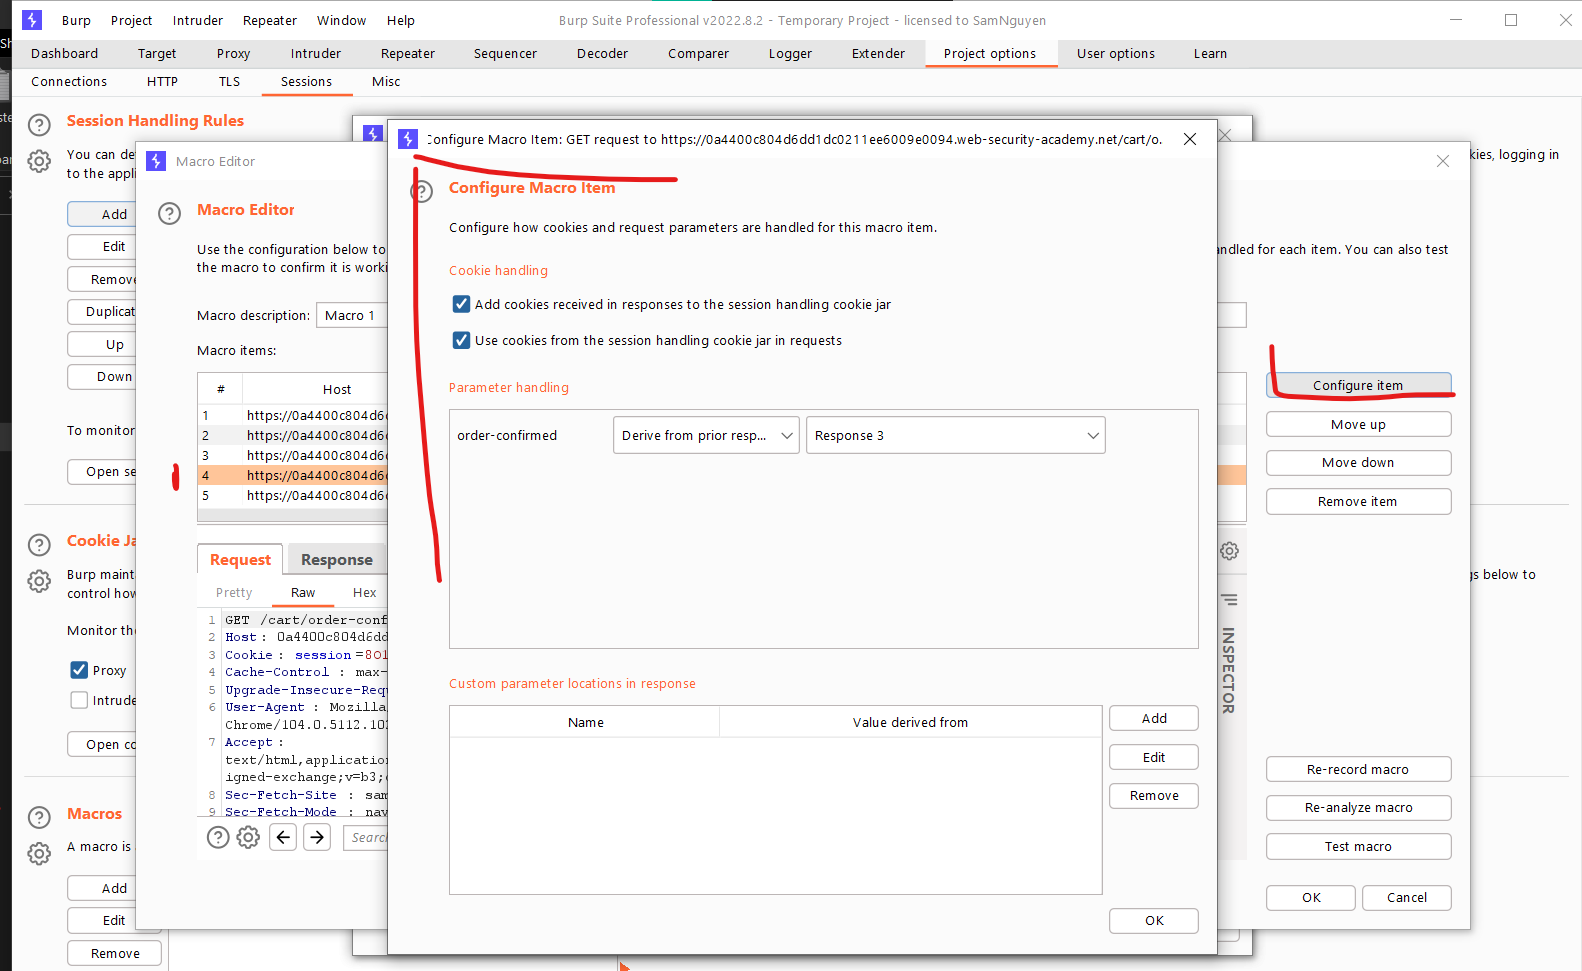 Burp Project Intruder Repeater Window Help Burp Suite Professional v2022.8.2 - Temporary Project - licensed to SamNguyen
Dashboard Target Proxy Intruder Repeater Sequencer Decoder Comparer Logger Extender Project options User options Learn
Connections HTTP TLS Sessions Misc
Session Handling Rules
You can de
to the appli
kies, logging in
Add
Edit
Remove
Duplicat
Up
Down
To monitor
Open se
Cookie Ja
Burp maint
control how
gs below to
Monitor the
Proxy
Intrude
Open co
Macros
A macro is
Add
Edit
Remove
Macro Editor
Macro Editor
Use the configuration below to
the macro to confirm it is worki
ndled for each item. You can also test
Macro description: Macro 1
Macro items:
# Host
1 https://0a4400c804d6
2 https://0a4400c804d6
3 https://0a4400c804d6
4 https://0a4400c804d6
5 https://0a4400c804d6
Configure item
Move up
Move down
Remove item
Request Response
Pretty Raw Hex
1 GET /cart/order-conf
2 Host: 0a4400c804d6dd
3 Cookie: session=8O
4 Cache-Control: max-
5 Upgrade-Insecure-Requ
6 User-Agent: Mozilla
Chrome/104.0.5112.10
7 Accept:
text/html,application
igned-exchange;v=b3;
8 Sec-Fetch-Site: sam
9 Sec-Fetch-Mode: nav
Search
INSPECTOR
Re-record macro
Re-analyze macro
Test macro
OK Cancel
Configure Macro Item: GET request to https://0a4400c804d6dd1dc0211ee6009e0094.web-security-academy.net/cart/o.
Configure Macro Item
Configure how cookies and request parameters are handled for this macro item.
Cookie handling
Add cookies received in responses to the session handling cookie jar
Use cookies from the session handling cookie jar in requests
Parameter handling
order-confirmed Derive from prior resp... Response 3
Custom parameter locations in response
Name Value derived from
Add
Edit
Remove
OK